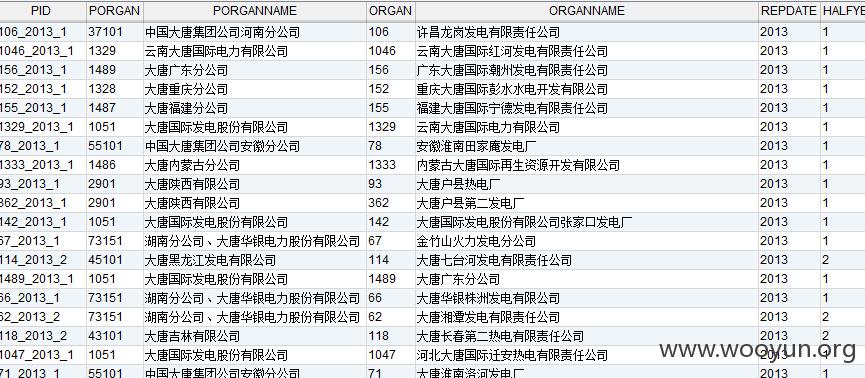 PID PORGAN PORGANNAME ORGAN ORGANNAME REPDATE HALFYE
106_2013_1 37101 中国大唐集团公司河南分公司 106 许昌龙岗发电有限责任公司 2013 1
1046_2013_1 1329 云南大唐国际电力有限公司 1046 云南大唐国际红河发电有限责任公司 2013 1
156_2013_1 1489 大唐广东分公司 156 广东大唐国际潮州发电有限责任公司 2013 1
152_2013_1 1328 大唐重庆分公司 152 重庆大唐国际彭水水电开发有限公司 2013 1
155_2013_1 1487 大唐福建分公司 155 福建大唐国际宁德发电有限责任公司 2013 1
1329_2013_1 1051 大唐国际发电股份有限公司 1329 云南大唐国际电力有限公司 2013 1
78_2013_1 55101 中国大唐集团公司安徽分公司 78 安徽淮南田家庵发电厂 2013 1
1333_2013_1 1486 大唐内蒙古分公司 1333 内蒙古大唐国际再生资源开发有限公司 2013 1
93_2013_1 2901 大唐陕西有限公司 93 大唐户县热电厂 2013 1
362_2013_1 2901 大唐陕西有限公司 362 大唐户县第二发电厂 2013 1
142_2013_1 1051 大唐国际发电股份有限公司 142 大唐国际发电股份有限公司张家口发电厂 2013 1
67_2013_1 73151 湖南分公司、大唐华银电力股份有限公司 67 金竹山火力发电分公司 2013 1
114_2013_2 45101 大唐黑龙江发电有限公司 114 大唐七台河发电有限责任公司 2013 2
1489_2013_1 1051 大唐国际发电股份有限公司 1489 大唐广东分公司 2013 1
66_2013_1 73151 湖南分公司、大唐华银电力股份有限公司 66 大唐华银株洲发电有限公司 2013 1
62_2013_2 73151 湖南分公司、大唐华银电力股份有限公司 62 大唐湘潭发电有限责任公司 2013 2
118_2013_2 43101 大唐吉林有限公司 118 大唐长春第二热电有限责任公司 2013 2
1047_2013_1 1051 大唐国际发电股份有限公司 1047 河北大唐国际迁安热电有限责任公司 2013 1
71_2013_1 55101 中国大唐集团公司安徽分公司 71 大唐淮南洛河发电厂 2013 1
www.wooyun.org